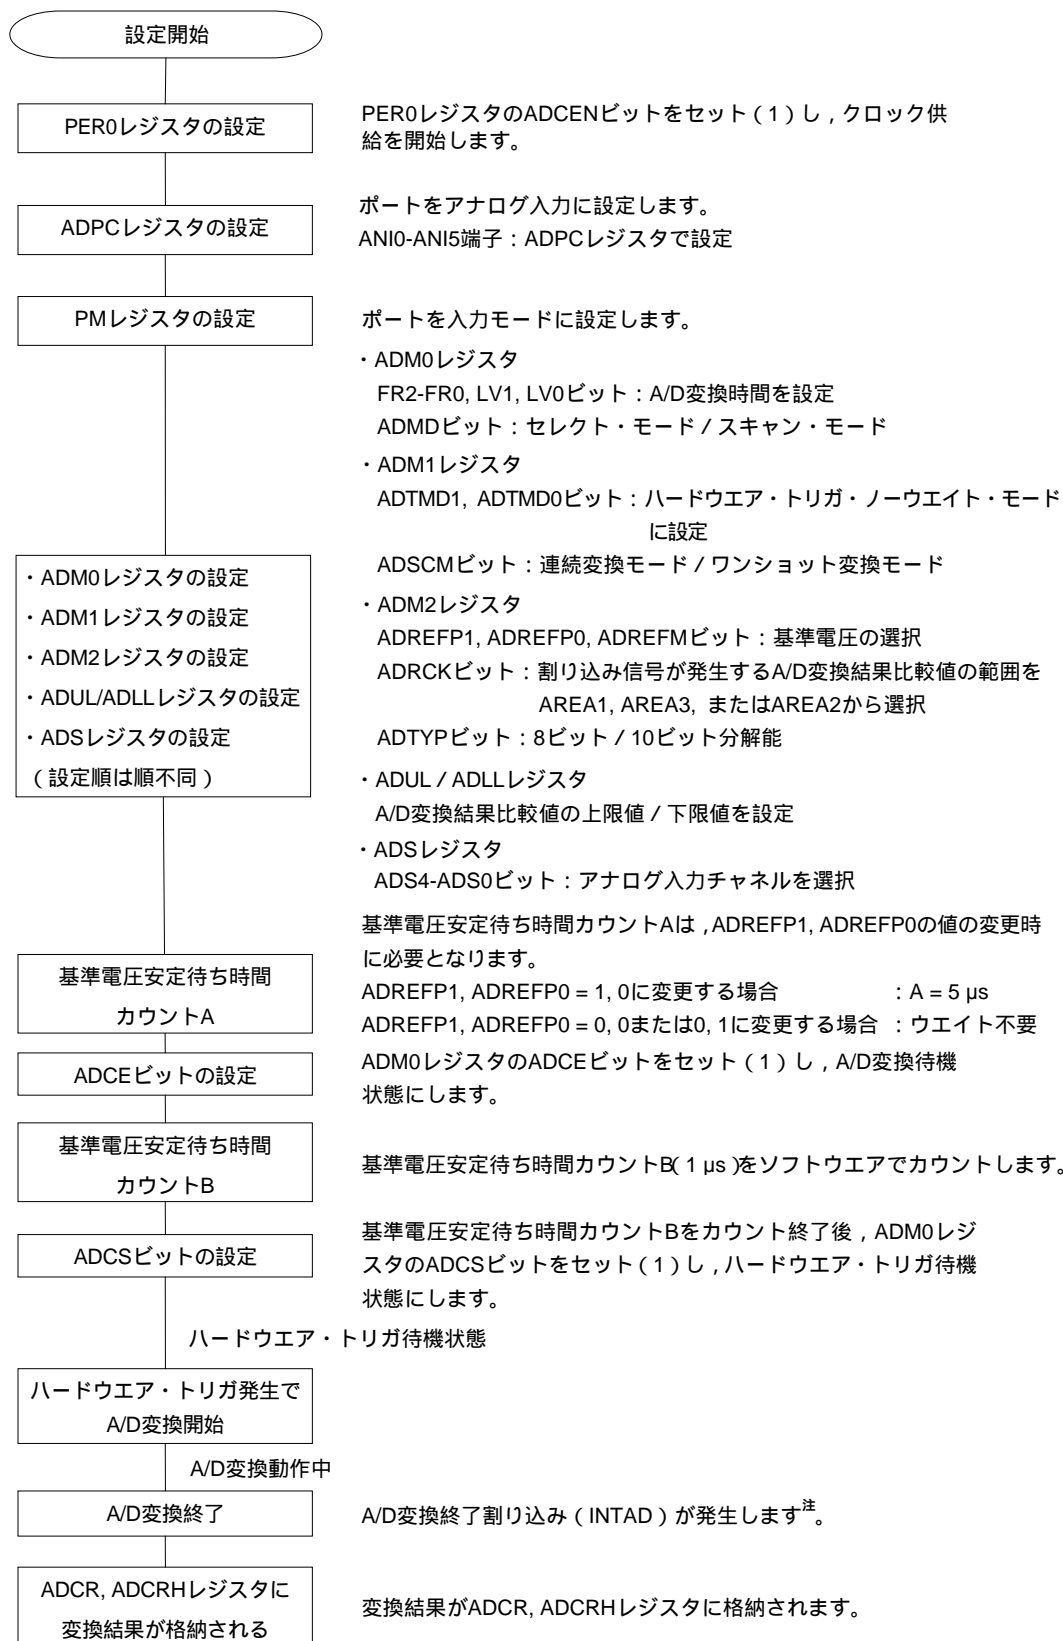 設定開始
PER0レジスタの設定
PER0レジスタのADCENビットをセット（1）し，クロック供
給を開始します。
ADPCレジスタの設定
ポートをアナログ入力に設定します。
ANI0-ANI5端子：ADPCレジスタで設定
PMレジスタの設定
ポートを入力モードに設定します。
・ADM0レジスタの設定
・ADM1レジスタの設定
・ADM2レジスタの設定
・ADUL/ADLLレジスタの設定
・ADSレジスタの設定
（設定順は順不同）
・ADM0レジスタ
FR2-FR0, LV1, LV0ビット：A/D変換時間を設定
ADMDビット：セレクト・モード／スキャン・モード
・ADM1レジスタ
ADTMD1, ADTMD0ビット：ハードウエア・トリガ・ノーウエイト・モード
に設定
ADSCMビット：連続変換モード／ワンショット変換モード
・ADM2レジスタ
ADREFP1, ADREFP0, ADREFMビット：基準電圧の選択
ADRCKビット：割り込み信号が発生するA/D変換結果比較値の範囲を
AREA1, AREA3, またはAREA2から選択
ADTYPビット：8ビット／10ビット分解能
・ADUL／ADLLレジスタ
A/D変換結果比較値の上限値／下限値を設定
・ADSレジスタ
ADS4-ADS0ビット：アナログ入力チャネルを選択
基準電圧安定待ち時間
カウントA
基準電圧安定待ち時間カウントAは，ADREFP1, ADREFP0の値の変更時
に必要となります。
ADREFP1, ADREFP0 = 1, 0に変更する場合　：A = 5 μs
ADREFP1, ADREFP0 = 0, 0または0, 1に変更する場合　：ウエイト不要
ADCEビットの設定
ADM0レジスタのADCEビットをセット（1）し，A/D変換待機
状態にします。
基準電圧安定待ち時間
カウントB
基準電圧安定待ち時間カウントB（1 μs）をソフトウエアでカウントします。
ADCSビットの設定
基準電圧安定待ち時間カウントBをカウント終了後，ADM0レジ
スタのADCSビットをセット（1）し，ハードウエア・トリガ待機
状態にします。
ハードウエア・トリガ待機状態
ハードウエア・トリガ発生で
A/D変換開始
A/D変換動作中
A/D変換終了
A/D変換終了割り込み（INTAD）が発生します注。
ADCR, ADCRHレジスタに
変換結果が格納される
変換結果がADCR, ADCRHレジスタに格納されます。